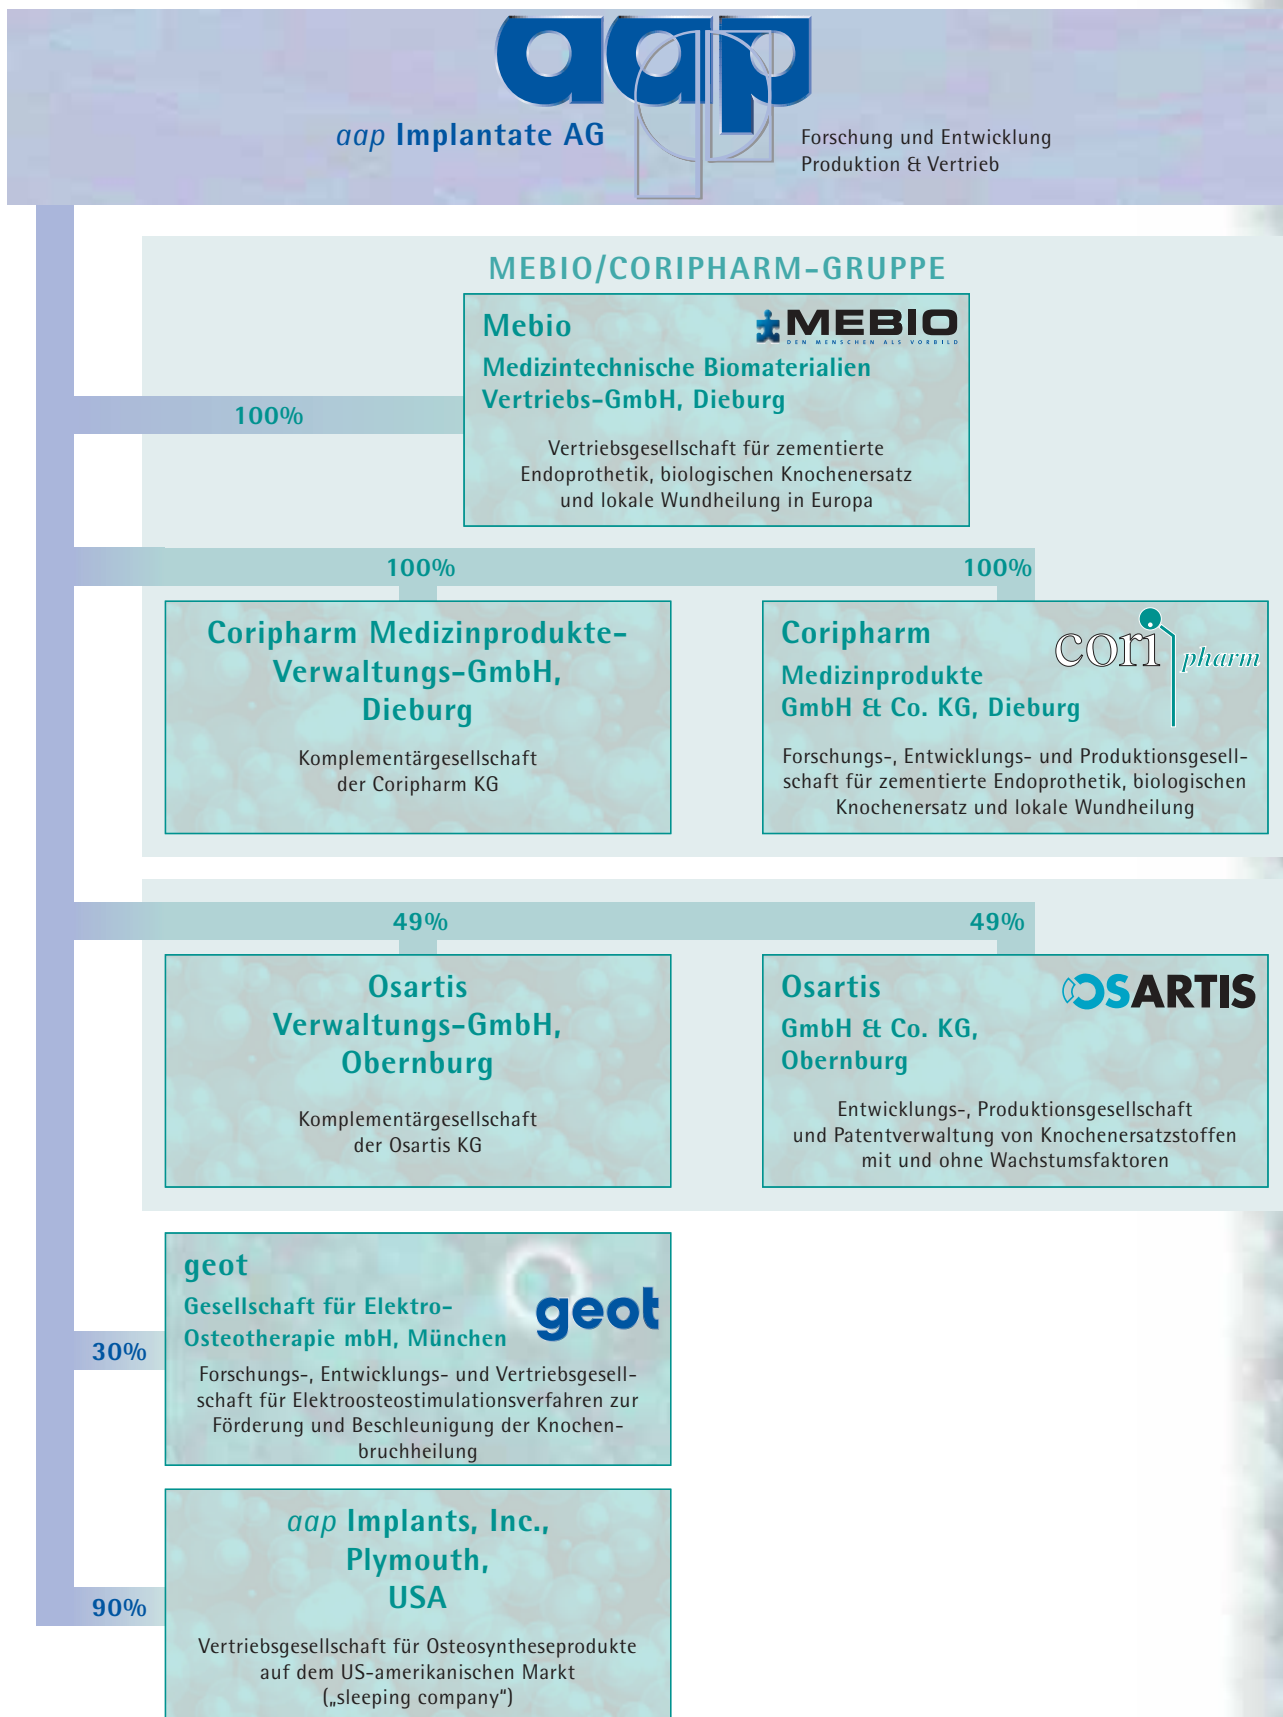 aap
aap Implantate AG
Forschung und Entwicklung
Produktion & Vertrieb
MEBIO/CORIPHARM-GRUPPE
Mebio
MEBIO
DEN MENSCHEN ALS VORBILD
Medizintechnische Biomaterialien
Vertriebs-GmbH, Dieburg
100%
Vertriebsgesellschaft für zementierte
Endoprothetik, biologischen Knochenersatz
und lokale Wundheilung in Europa
100%
100%
Coripharm Medizinprodukte-
Verwaltungs-GmbH,
Dieburg
Komplementärgesellschaft
der Coripharm KG
Coripharm
cori pharm
Medizinprodukte
GmbH & Co. KG, Dieburg
Forschungs-, Entwicklungs- und Produktionsgesell-
schaft für zementierte Endoprothetik, biologischen
Knochenersatz und lokale Wundheilung
49%
49%
Osartis
Verwaltungs-GmbH,
Obernburg
Komplementärgesellschaft
der Osartis KG
Osartis
OSARTIS
GmbH & Co. KG,
Obernburg
Entwicklungs-, Produktionsgesellschaft
und Patentverwaltung von Knochenersatzstoffen
mit und ohne Wachstumsfaktoren
geot
geot
Gesellschaft für Elektro-
Osteotherapie mbH, München
30%
Forschungs-, Entwicklungs- und Vertriebsgesell-
schaft für Elektroosteostimulationsverfahren zur
Förderung und Beschleunigung der Knochen-
bruchheilung
aap Implants, Inc.,
Plymouth,
USA
90%
Vertriebsgesellschaft für Osteosyntheseprodukte
auf dem US-amerikanischen Markt
(„sleeping company“)